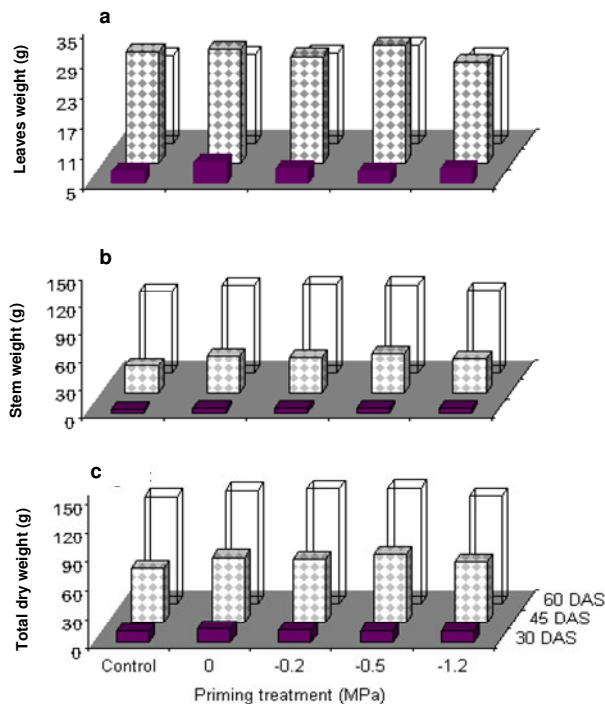 a
Leaves weight (g)
35
29
23
17
11
5
b
Stem weight (g)
150
120
90
60
30
0
c
Total dry weight (g)
150
120
90
60
30
0
60 DAS
45 DAS
30 DAS
Control 0 -0.2 -0.5 -1.2
Priming treatment (MPa)